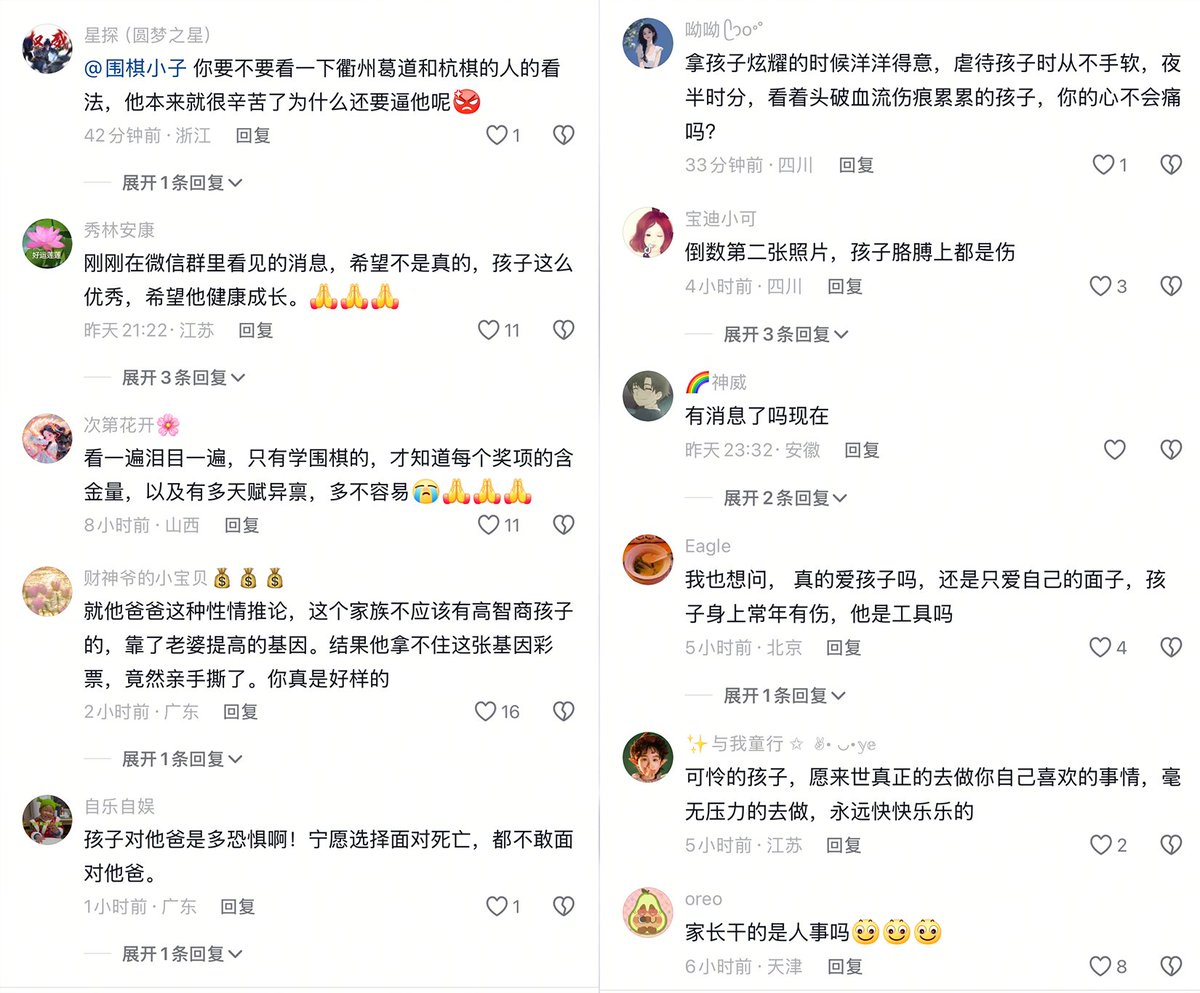 星探 (圆梦之星)
@围棋小子 你要不要看一下衢州葛道和杭棋的人的看
法，他本来就很辛苦了为什么还要逼他呢😡
42分钟前·浙江 回复 1
展开1条回复
秀林安康
刚刚在微信群里看见的消息，希望不是真的，孩子这么
优秀，希望他健康成长。🙏🙏🙏
昨天21:22·江苏 回复 11
展开3条回复
次第花开🌸
看一遍泪目一遍，只有学围棋的，才知道每个奖项的含
金量，以及有多天赋异禀，多不容易😭🙏🙏🙏
8小时前·山西 回复 11
财神爷的小宝贝💰💰💰
就他爸爸这种性情推论，这个家族不应该有高智商孩子
的，靠了老婆提高的基因。结果他拿不住这张基因彩
票，竟然亲手撕了。你真是好样的
2小时前·广东 回复 16
展开1条回复
自乐自娱
孩子对他爸是多恐惧啊！宁愿选择面对死亡，都不敢面
对他爸。
1小时前·广东 回复 1
展开1条回复
呦呦
拿孩子炫耀的时候洋洋得意，虐待孩子时从不手软，夜
半时分，看着头破血流伤痕累累的孩子，你的心不会痛
吗？
33分钟前·四川 回复 1
宝迪小可
倒数第二张照片，孩子胳膊上都是伤
4小时前·四川 回复 3
展开3条回复
🌈神威
有消息了吗现在
昨天23:32·安徽 回复
展开2条回复
Eagle
我也想问， 真的爱孩子吗，还是只爱自己的面子，孩
子身上常年有伤，他是工具吗
5小时前·北京 回复 4
展开1条回复
✨与我童行☆ ✌︎• ◡•ye
可怜的孩子，愿来世真正的去做你自己喜欢的事情，毫
无压力的去做，永远快快乐乐的
5小时前·江苏 回复 2
oreo
家长干的是人事吗
6小时前·天津 回复 8